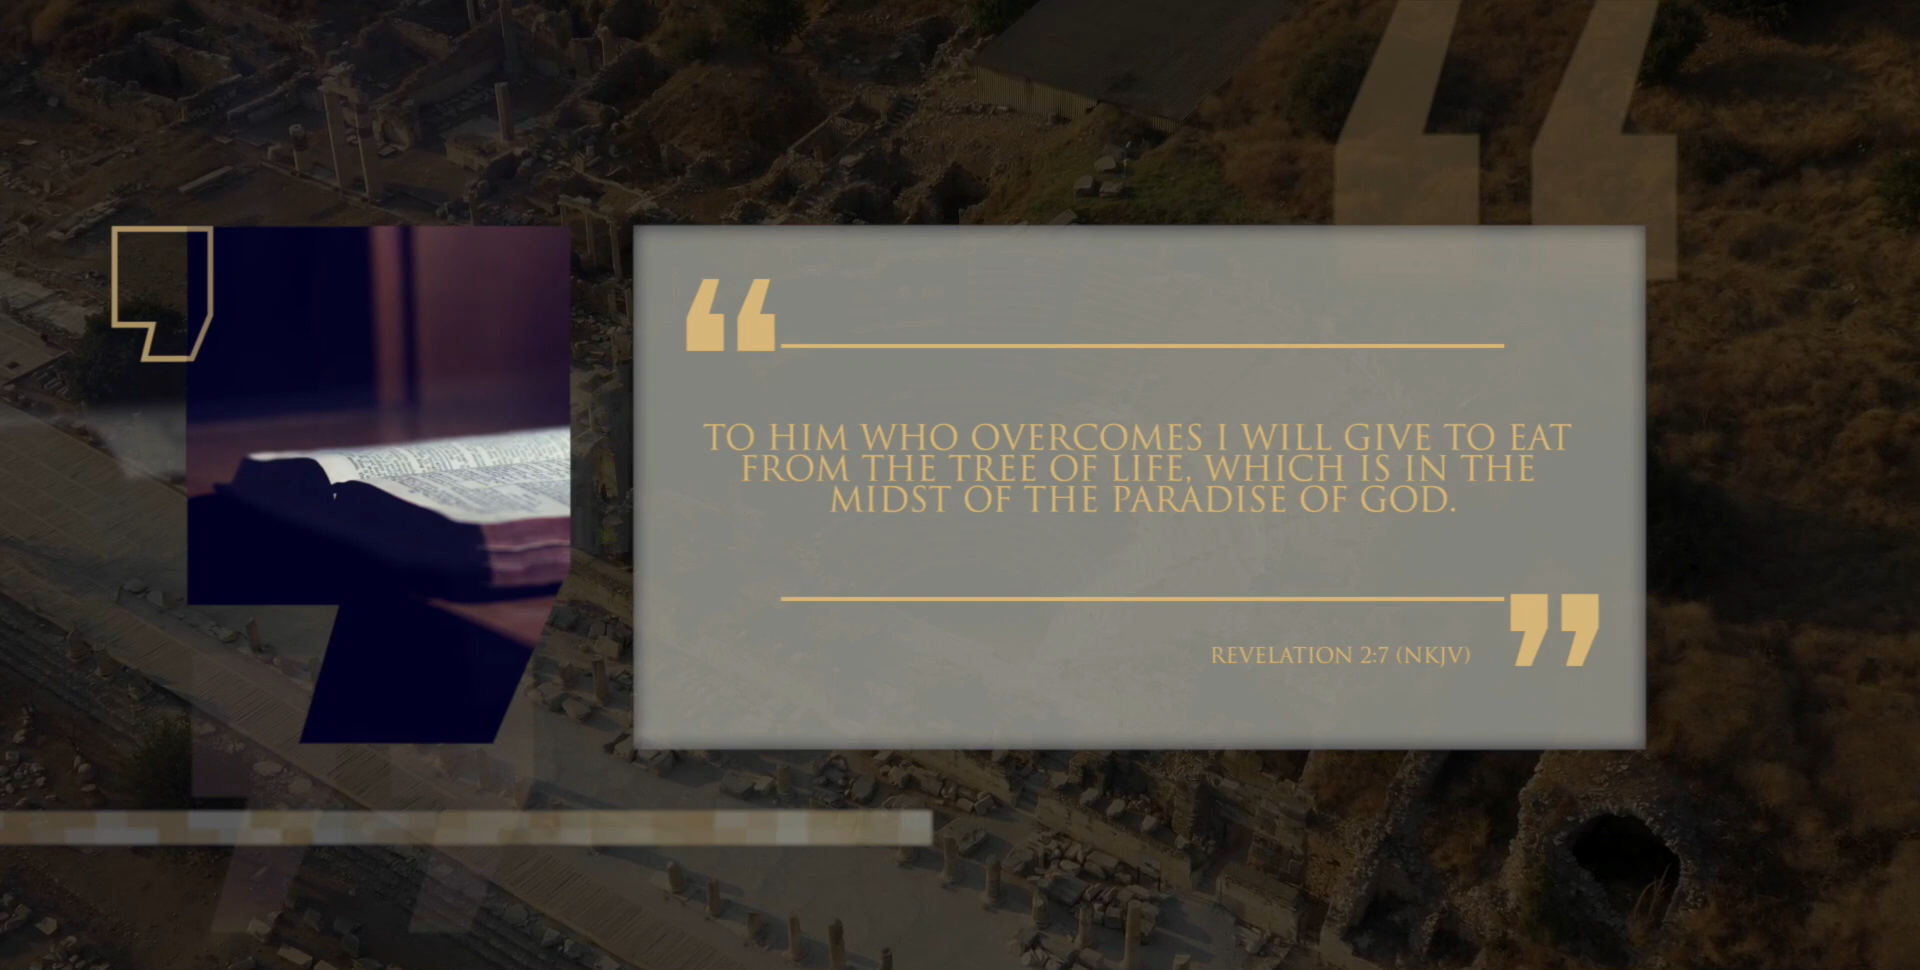 “
TO HIM WHO OVERCOMES I WILL GIVE TO EAT
FROM THE TREE OF LIFE, WHICH IS IN THE
MIDST OF THE PARADISE OF GOD.
”
REVELATION 2:7 (NKJV)